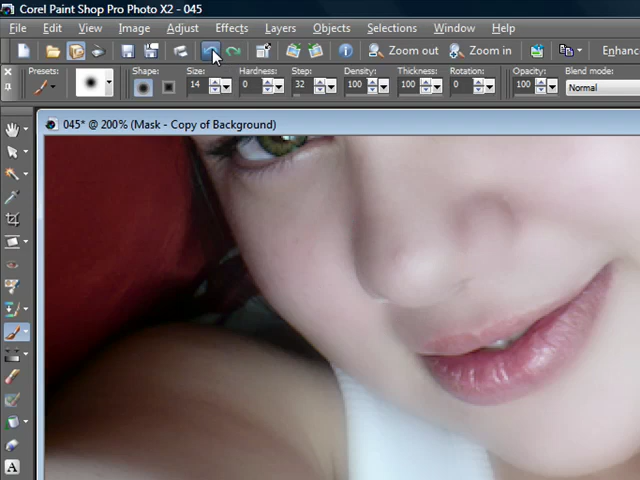 Corel Paint Shop Pro Photo X2 - 045
File Edit View Image Adjust Effects Layers Objects Selections Window Help
Zoom out Zoom in Enhance
Presets: Shape: Size: Hardness: Step: Density: Thickness: Rotation: Opacity: Blend mode:
14 0 32 100 100 0 100 Normal
045* @ 200% (Mask - Copy of Background)
A